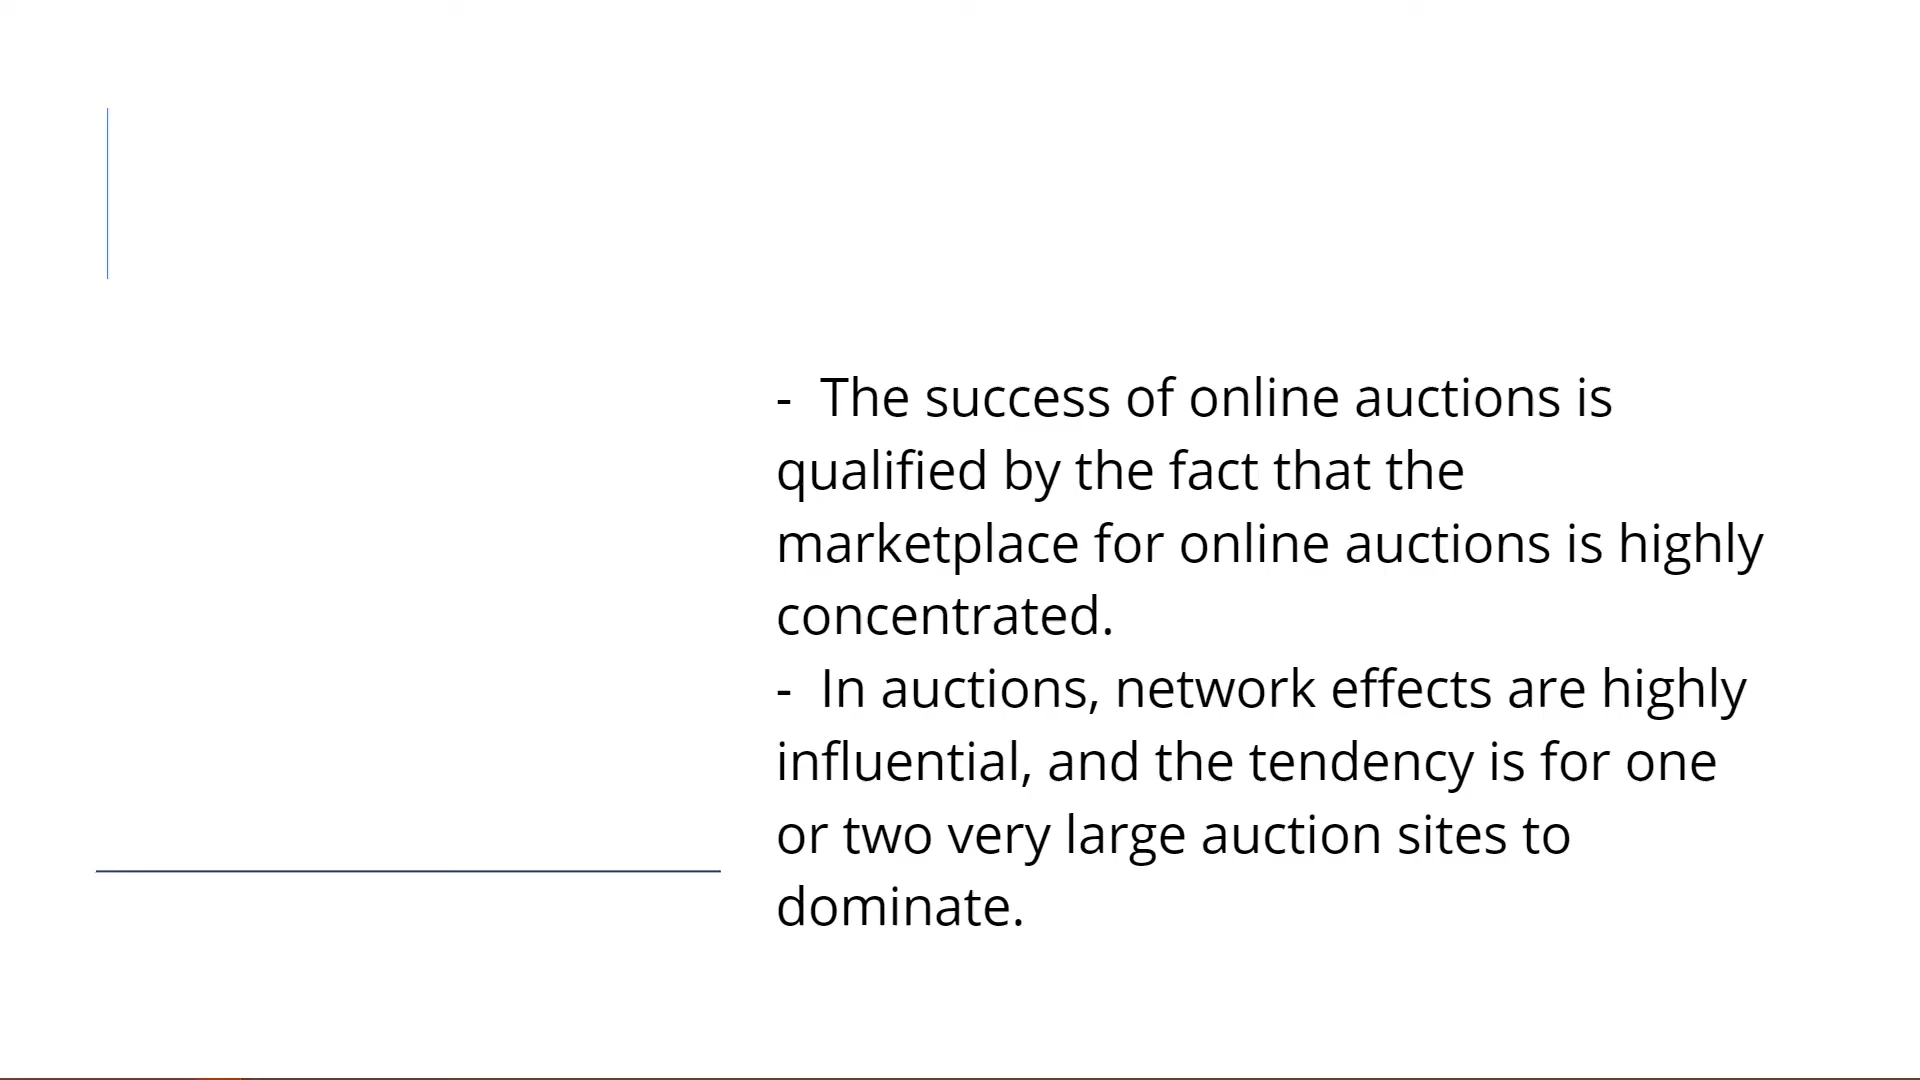 - The success of online auctions is
qualified by the fact that the
marketplace for online auctions is highly
concentrated.
- In auctions, network effects are highly
influential, and the tendency is for one
or two very large auction sites to
dominate.